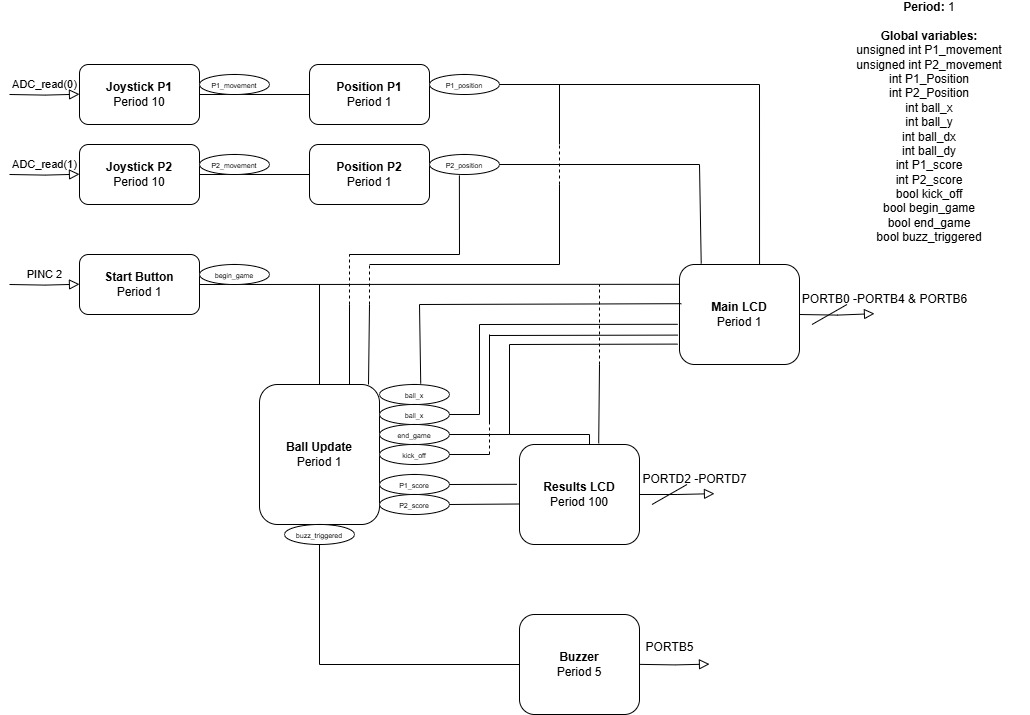 Period: 1
Global variables:
unsigned int P1_movement
unsigned int P2_movement
int P1_Position
int P2_Position
int ball_x
int ball_y
int ball_dx
int ball_dy
int P1_score
int P2_score
bool kick_off
bool begin_game
bool end_game
bool buzz_triggered
ADC_read(0)
Joystick P1
Period 10
P1_movement
Position P1
Period 1
P1_position
ADC_read(1)
Joystick P2
Period 10
P2_movement
Position P2
Period 1
P2_position
PINC 2
Start Button
Period 1
begin_game
Main LCD
Period 1
PORTB0 -PORTB4 & PORTB6
Ball Update
Period 1
ball_x
ball_x
end_game
kick_off
P1_score
P2_score
buzz_triggered
Results LCD
Period 100
PORTD2 -PORTD7
Buzzer
Period 5
PORTB5